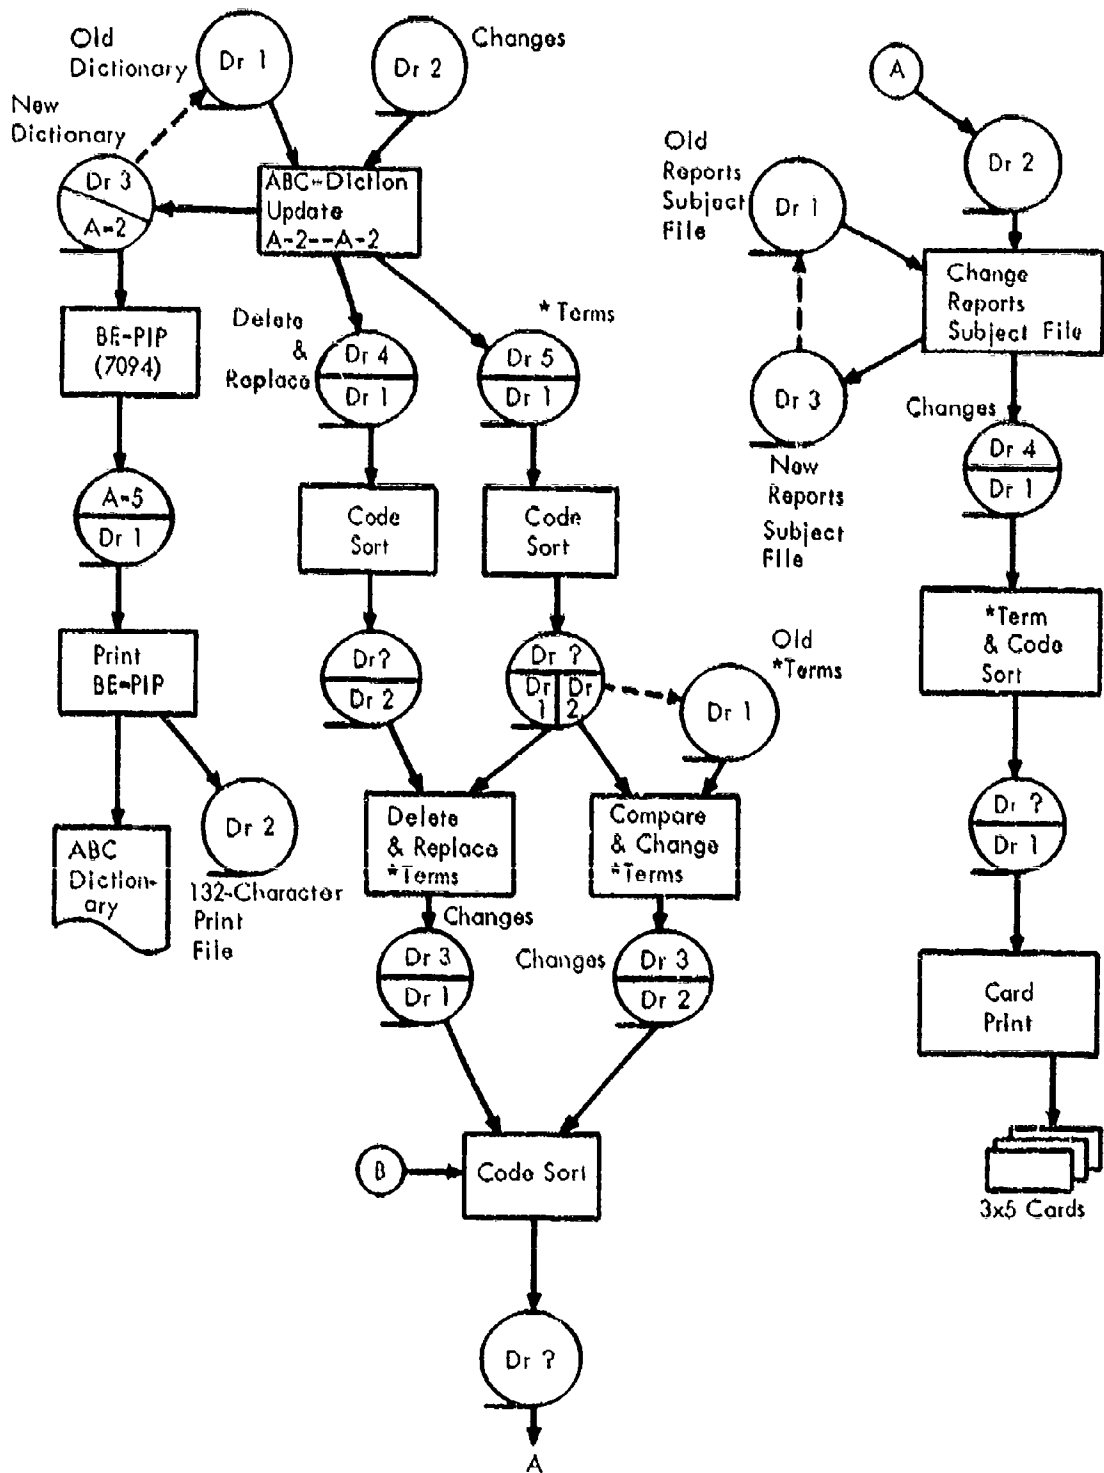 Old
Dictionary
Dr 1
Changes
Dr 2
New
Dictionary
Dr 3
A-2
ABC-Diction
Update
A-2--A-2
BE-PIP
(7094)
Delete
&
Replace
Dr 4
Dr 1
*Terms
Dr 5
Dr 1
A-5
Dr 1
Code
Sort
Code
Sort
Print
BE-PIP
Dr ?
Dr 2
Dr ?
Dr 1
Dr 2
Old
*Terms
Dr 1
ABC
Diction-
ary
Dr 2
132-Character
Print
File
Delete
& Replace
*Terms
Compare
& Change
*Terms
Changes
Dr 3
Dr 1
Changes
Dr 3
Dr 2
B
Code Sort
Dr ?
A
A
Dr 2
Old
Reports
Subject
File
Dr 1
Change
Reports
Subject File
Dr 3
New
Reports
Subject
File
Changes
Dr 4
Dr 1
*Term
& Code
Sort
Dr ?
Dr 1
Card
Print
3x5 Cards